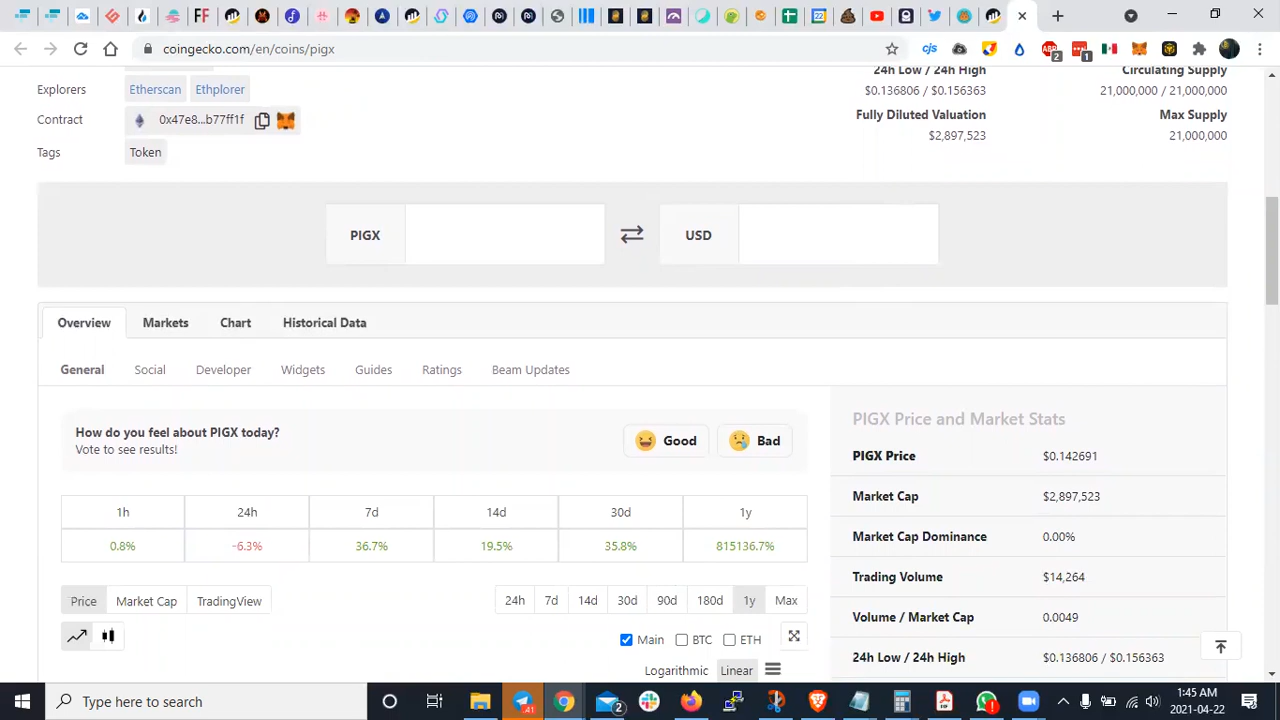 coingecko.com/en/coins/pigx
2
1
Explorers
Etherscan
Ethplorer
Contract
0x47e8...b77ff1f
Tags
Token
24h Low / 24h High
$0.136806 / $0.156363
Fully Diluted Valuation
$2,897,523
Circulating Supply
21,000,000 / 21,000,000
Max Supply
21,000,000
PIGX
USD
Overview
Markets
Chart
Historical Data
General
Social
Developer
Widgets
Guides
Ratings
Beam Updates
How do you feel about PIGX today?
Vote to see results!
Good
Bad
1h 24h 7d 14d 30d 1y
0.8% -6.3% 36.7% 19.5% 35.8% 815136.7%
Price
Market Cap
TradingView
24h 7d 14d 30d 90d 180d 1y Max
Main BTC ETH
Logarithmic Linear
PIGX Price and Market Stats
PIGX Price $0.142691
Market Cap $2,897,523
Market Cap Dominance 0.00%
Trading Volume $14,264
Volume / Market Cap 0.0049
24h Low / 24h High $0.136806 / $0.156363
Type here to search
41
2
1:45 AM
2021-04-22